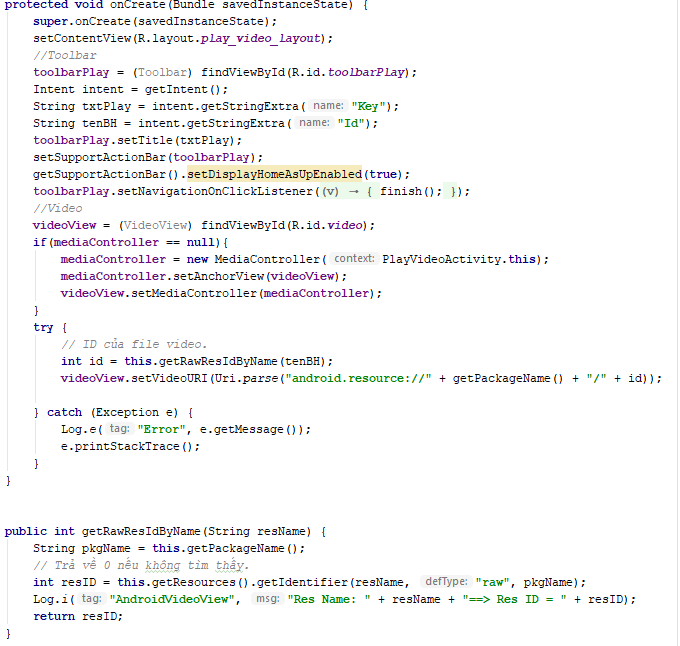 protected void onCreate(Bundle savedInstanceState) {
super.onCreate(savedInstanceState);
setContentView(R.layout.play_video_layout);
//Toolbar
toolbarPlay = (Toolbar) findViewById(R.id.toolbarPlay);
Intent intent = getIntent();
String txtPlay = intent.getStringExtra( name: "Key");
String tenBH = intent.getStringExtra( name: "Id");
toolbarPlay.setTitle(txtPlay);
setSupportActionBar(toolbarPlay);
getSupportActionBar().setDisplayHomeAsUpEnabled(true);
toolbarPlay.setNavigationOnClickListener((v) → { finish(); });
//Video
videoView = (VideoView) findViewById(R.id.video);
if(mediaController == null){
mediaController = new MediaController( context: PlayVideoActivity.this);
mediaController.setAnchorView(videoView);
videoView.setMediaController(mediaController);
}
try {
// ID của file video.
int id = this.getRawResIdByName(tenBH);
videoView.setVideoURI(Uri.parse("android.resource://" + getPackageName() + "/" + id));
} catch (Exception e) {
Log.e( tag: "Error", e.getMessage());
e.printStackTrace();
}
}
public int getRawResIdByName(String resName) {
String pkgName = this.getPackageName();
// Trả về 0 nếu không tìm thấy.
int resID = this.getResources().getIdentifier(resName, defType: "raw", pkgName);
Log.i( tag: "AndroidVideoView", msg: "Res Name: " + resName + "==> Res ID = " + resID);
return resID;
}